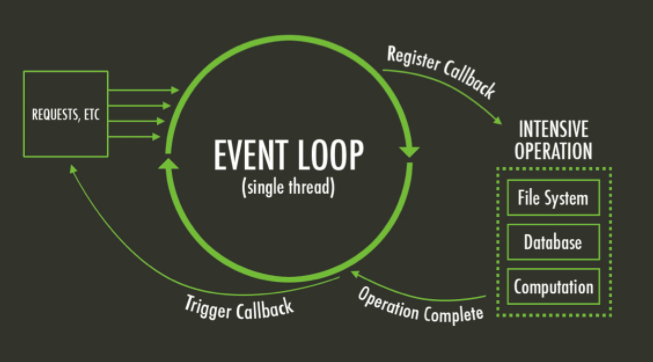 REQUESTS, ETC
EVENT LOOP
(single thread)
Register Callback
INTENSIVE
OPERATION
File System
Database
Computation
Operation Complete
Trigger Callback